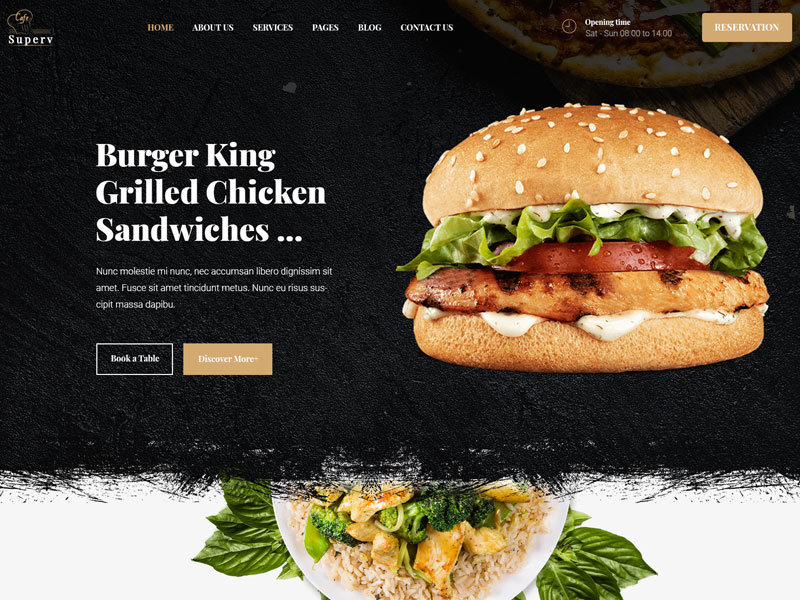 Cafe
Superv
HOME ABOUT US SERVICES PAGES BLOG CONTACT US
Opening time
Sat - Sun 08:00 to 14.00
RESERVATION
Burger King
Grilled Chicken
Sandwiches ...
Nunc molestie mi nunc, nec accumsan libero dignissim sit
amet. Fusce sit amet tincidunt metus. Nunc eu risus sus-
cipit massa dapibu.
Book a Table Discover More+